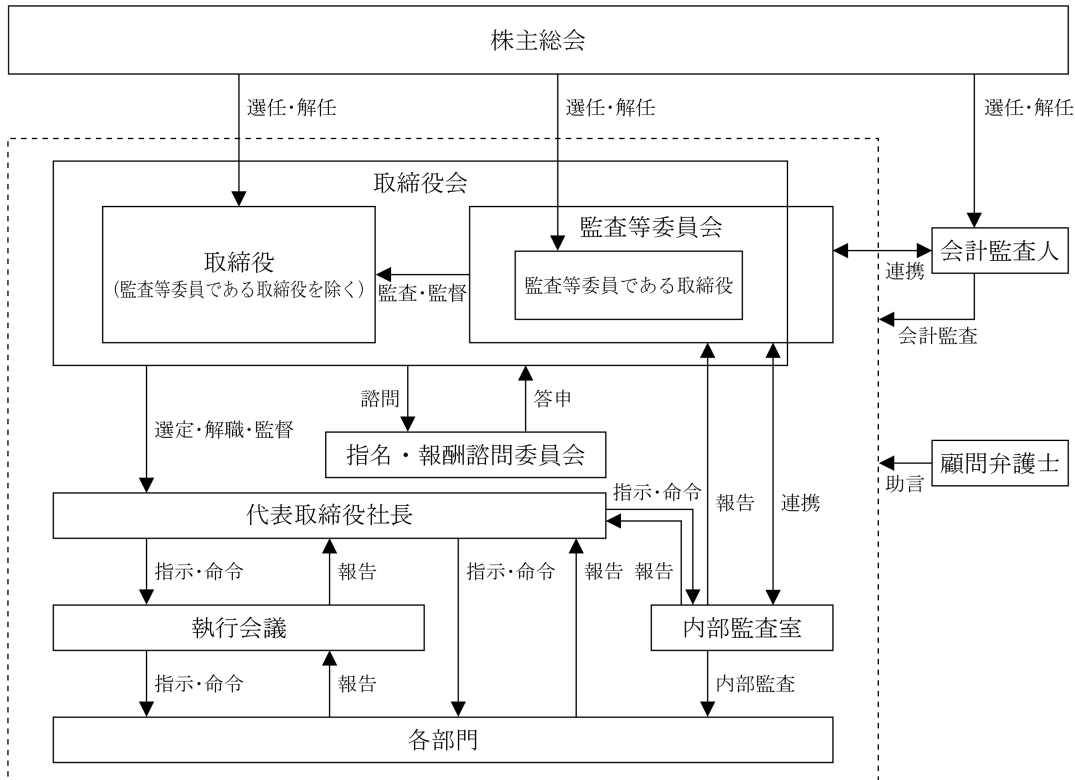 株主総会
選任・解任
選任・解任
選任・解任
取締役会
取締役
(監査等委員である取締役を除く)
監査・監督
監査等委員会
監査等委員である取締役
会計監査人
連携
会計監査
諮問
答申
選定・解職・監督
指名・報酬諮問委員会
顧問弁護士
助言
代表取締役社長
指示・命令
報告
連携
指示・命令
報告
指示・命令
報告
報告
執行会議
内部監査室
指示・命令
報告
内部監査
各部門